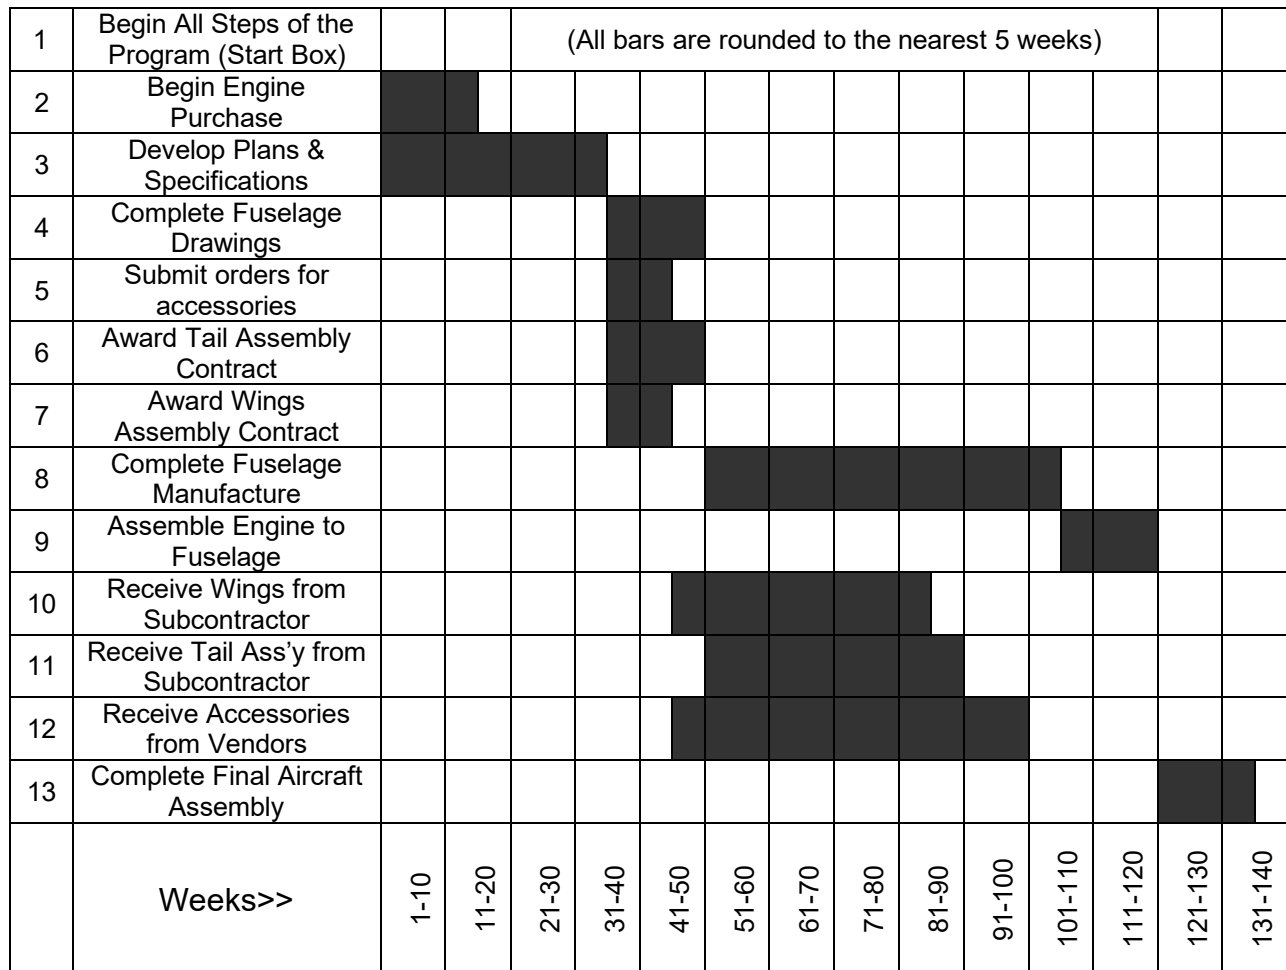 1
Begin All Steps of the
Program (Start Box)
(All bars are rounded to the nearest 5 weeks)
2
Begin Engine
Purchase
3
Develop Plans &
Specifications
4
Complete Fuselage
Drawings
5
Submit orders for
accessories
6
Award Tail Assembly
Contract
7
Award Wings
Assembly Contract
8
Complete Fuselage
Manufacture
9
Assemble Engine to
Fuselage
10
Receive Wings from
Subcontractor
11
Receive Tail Ass’y from
Subcontractor
12
Receive Accessories
from Vendors
13
Complete Final Aircraft
Assembly
Weeks>>
1-10
11-20
21-30
31-40
41-50
51-60
61-70
71-80
81-90
91-100
101-110
111-120
121-130
131-140